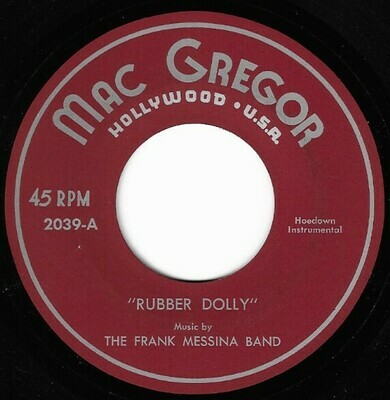 MAC GREGOR
HOLLYWOOD • U.S.A.
45 RPM
2039-A
Hoedown
Instrumental
"RUBBER DOLLY"
Music by
THE FRANK MESSINA BAND